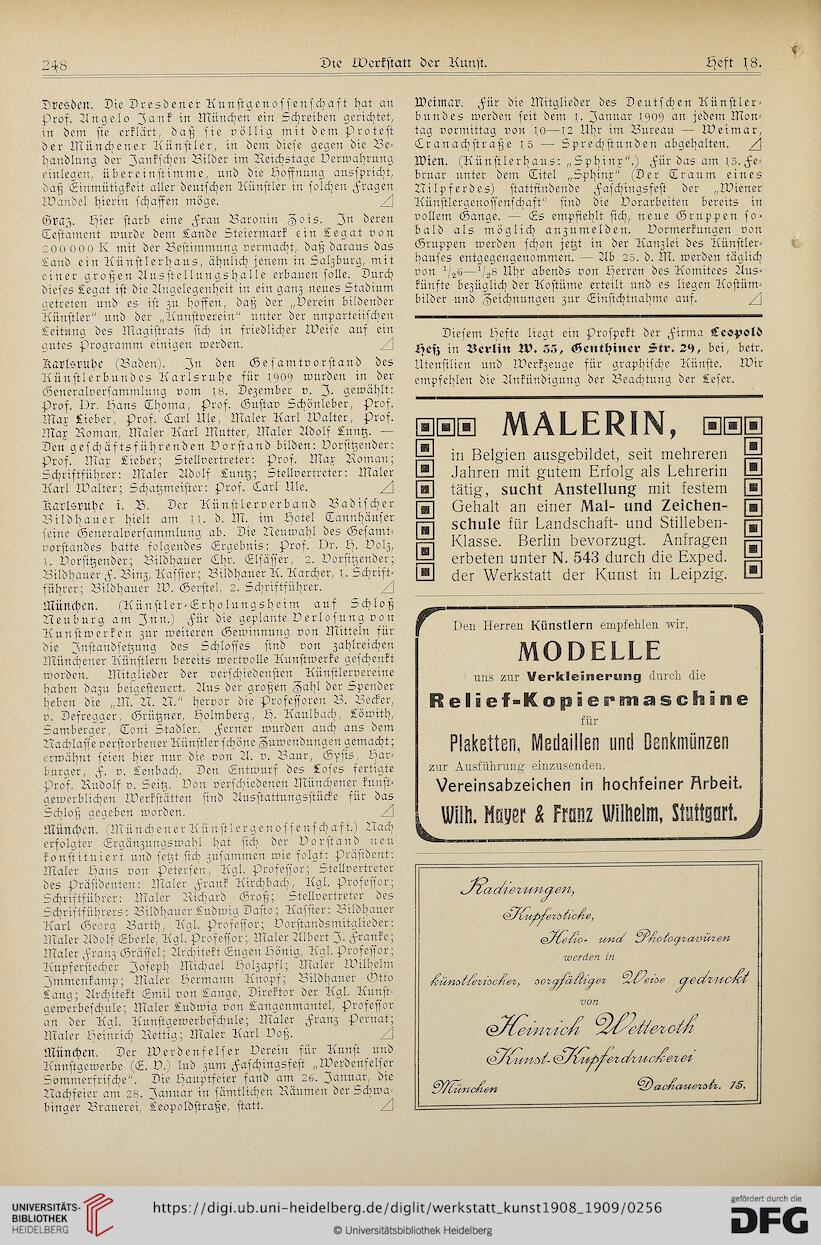 248
Die Werkstatt der Kunst.
Heft 18.
Dresden. Die Dresdener Kunstgenossenschaft hat an
Prof. Angelo Jank in München ein Schreiben gerichtet,
in dem sie erklärt, daß sie völlig mit dem Protest
der Münchener Künstler, in dem diese gegen die Be-
handlung der Jankschen Bilder im Reichstage Verwahrung
einlegen, übereinstimme, und die Hoffnung ausspricht,
daß Einmütigkeit aller deutschen Künstler in solchen Fragen
Wandel hierin schaffen möge.
Graz. Hier starb eine Frau Baronin Zois. In deren
Testament wurde dem Lande Steiermark ein Legat von
200000 K mit der Bestimmung vermacht, daß daraus das
Land ein Künstlerhaus, ähnlich jenem in Salzburg, mit
einer großen Ausstellungshalle erbauen solle. Durch
dieses Legat ist die Angelegenheit in ein ganz neues Stadium
getreten und es ist zu hoffen, daß der „Verein bildender
Künstler“ und der „Kunstverein“ unter der unparteiischen
Leitung des Magistrats sich in friedlicher Weise auf ein
gutes Programm einigen werden.
Karlsruhe (Baden). In den Gesamtvorstand des
Künstlerbundes Karlsruhe für 1909 wurden in der
Generalversammlung vom 18. Dezember v. J. gewählt:
Prof. Dr. Hans Thoma, Prof. Gustav Schönleber, Prof.
Max Lieber, Prof. Carl Ule, Maler Karl Walter, Prof.
Max Roman, Maler Karl Mutter, Maler Adolf Luntz. —
Den geschäftsführenden Vorstand bilden: Vorsitzender:
Prof. Max Lieber; Stellvertreter: Prof. Max Roman;
Schriftführer: Maler Adolf Luntz; Stellvertreter: Maler
Karl Walter; Schatzmeister: Prof. Carl Ule.
Karlsruhe i. B. Der Künstlerverband Badischer
Bildhauer hielt am 11. d. M. im Hotel Tannhäuser
seine Generalversammlung ab. Die Neuwahl des Gesamt-
vorstandes hatte folgendes Ergebnis: Prof. Dr. H. Volz,
1. Vorsitzender; Bildhauer Chr. Elsässer, 2. Vorsitzender;
Bildhauer F. Binz, Kassier; Bildhauer K. Karcher, 1. Schrift-
führer; Bildhauer W. Gerstel, 2. Schriftführer.
München. (Künstler-Erholungsheim auf Schloß
Neuburg am Inn.) Für die geplante Verlosung von
Kunstwerken zur weiteren Gewinnung von Mitteln für
die Instandsetzung des Schlosses sind von zahlreichen
Münchener Künstlern bereits wertvolle Kunstwerke geschenkt
worden. Mitglieder der verschiedensten Künstlervereine
haben dazu beigesteuert. Aus der großen Zahl der Spender
heben die „M. N. N.“ hervor die Professoren B. Becker,
v. Defregger, Grützner, Holmberg, H. Kaulbach, Löwith,
Samberger, Toni Stadler. Ferner wurden auch aus dem
Nachlasse verstorbener Künstler schöne Zuwendungen gemacht;
erwähnt seien hier nur die von A. v. Baur, Gysis, Har-
burger, F. v. Lenbach. Den Entwurf des Loses fertigte
Prof. Rudolf v. Seitz. Von verschiedenen Münchener kunst-
gewerblichen Werkstätten sind Ausstattungsstücke für das
Schloß gegeben worden.
München. (Münchener Künstlergenossenschaft.) Nach
erfolgter Ergänzungswahl hat sich der Vorstand neu
konstituiert und setzt sich zusammen wie folgt: Präsident:
Maler Hans von Petersen, Kgl. Professor; Stellvertreter
des Präsidenten: Maler Frank Kirchbach, Kgl. Professor;
Schriftführer: Maler Richard Groß; Stellvertreter des
Schriftführers: Bildhauer Ludwig Dasio; Kassier: Bildhauer
Karl Georg Barth, Kgl. Professor; Vorstandsmitglieder:
Maler Adolf Eberle, Kgl. Professor; Maler Albert J. Franke;
Maler Franz Grässel; Architekt Eugen Hönig, Kgl. Professor;
Kupferstecher Joseph Michael Holzapfl; Maler Wilhelm
Immenkamp; Maler Hermann Knopf; Bildhauer Otto
Lang; Architekt Emil von Lange, Direktor der Kgl. Kunst-
gewerbeschule; Maler Ludwig von Langenmantel, Professor
an der Kgl. Kunstgewerbeschule; Maler Franz Pernat;
Maler Heinrich Rettig; Maler Karl Voß.
München. Der Werdenfelser Verein für Kunst und
Kunstgewerbe (E. V.) lud zum Faschingsfest „Werdenfelser
Sommerfrische“. Die Hauptfeier fand am 26. Januar, die
Nachfeier am 28. Januar in sämtlichen Räumen der Schwa-
binger Brauerei, Leopoldstraße, statt.
Weimar. Für die Mitglieder des Deutschen Künstler-
bundes werden seit dem 1. Januar 1909 an jedem Mon-
tag vormittag von 10—12 Uhr im Bureau — Weimar,
Cranachstraße 15 — Sprechstunden abgehalten.
Wien. (Künstlerhaus: „Sphinx“.) Für das am 13. Fe-
bruar unter dem Titel „Sphinx“ (Der Traum eines
Nilpferdes) stattfindende Faschingsfest der „Wiener
Künstlergenossenschaft“ sind die Vorarbeiten bereits in
vollem Gange. — Es empfiehlt sich, neue Gruppen so-
bald als möglich anzumelden. Vormerkungen von
Gruppen werden schon jetzt in der Kanzlei des Künstler-
hauses entgegengenommen. — Ab 25. d. M. werden täglich
von 1/26—1/28 Uhr abends von Herren des Komitees Aus-
künfte bezüglich der Kostüme erteilt und es liegen Kostüm-
bilder und Zeichnungen zur Einsichtnahme auf.
Diesem Hefte liegt ein Prospekt der Firma Leopold
Heß in Berlin W. 35, Genthiner Str. 29, bei, betr.
Utensilien und Werkzeuge für graphische Künste. Wir
empfehlen die Ankündigung der Beachtung der Leser.
MALERIN,
in Belgien ausgebildet, seit mehreren
Jahren mit gutem Erfolg als Lehrerin
tätig, sucht Anstellung mit festem
Gehalt an einer Mal- und Zeichen-
schule für Landschaft- und Stilleben-
Klasse. Berlin bevorzugt. Anfragen
erbeten unter N. 543 durch die Exped.
der Werkstatt der Kunst in Leipzig.
Den Herren Künstlern empfehlen wir,
MODELLE
uns zur Verkleinerung durch die
Relief-Kopiermaschine
für
Plaketten, Medaillen und Denkmünzen
zur Ausführung einzusenden.
Vereinsabzeichen in hochfeiner Arbeit.
Wilh. Mayer & Franz Wilhelm, Stuttgart.
Radierungen,
Kupferstiche,
Helio- und Photogravüren
werden in
künstlerischer, sorgfältiger Weise gedruckt
von
Heinrich Wetteroth
Kunst-Kupferdruckerei
München
Dachauerstr. 15.
UNIVERSITÄTS-
BIBLIOTHEK
HEIDELBERG
https://digi.ub.uni-heidelberg.de/diglit/werkstatt_kunst1908_1909/0256
© Universitätsbibliothek Heidelberg
gefördert durch die
DFG